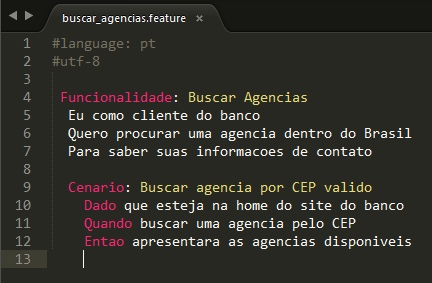 buscar_agencias.feature ×
1 #language: pt
2 #utf-8
3
4 Funcionalidade: Buscar Agencias
5 Eu como cliente do banco
6 Quero procurar uma agencia dentro do Brasil
7 Para saber suas informacoes de contato
8
9 Cenario: Buscar agencia por CEP valido
10 Dado que esteja na home do site do banco
11 Quando buscar uma agencia pelo CEP
12 Entao apresentara as agencias disponiveis
13